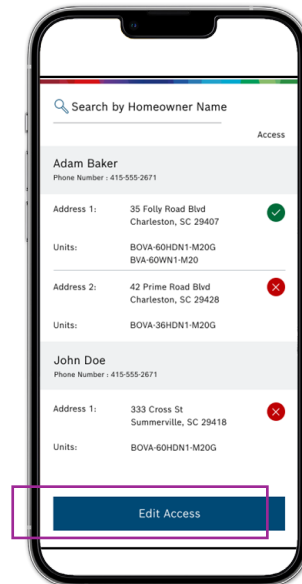 Search by Homeowner Name
Access
Adam Baker
Phone Number : 415-555-2671
Address 1: 35 Folly Road Blvd
Charleston, SC 29407
Units: BOVA-60HDN1-M20G
BVA-60WN1-M20
Address 2: 42 Prime Road Blvd
Charleston, SC 29428
Units: BOVA-36HDN1-M20G
John Doe
Phone Number : 415-555-2671
Address 1: 333 Cross St
Summerville, SC 29418
Units: BOVA-60HDN1-M20G
Edit Access